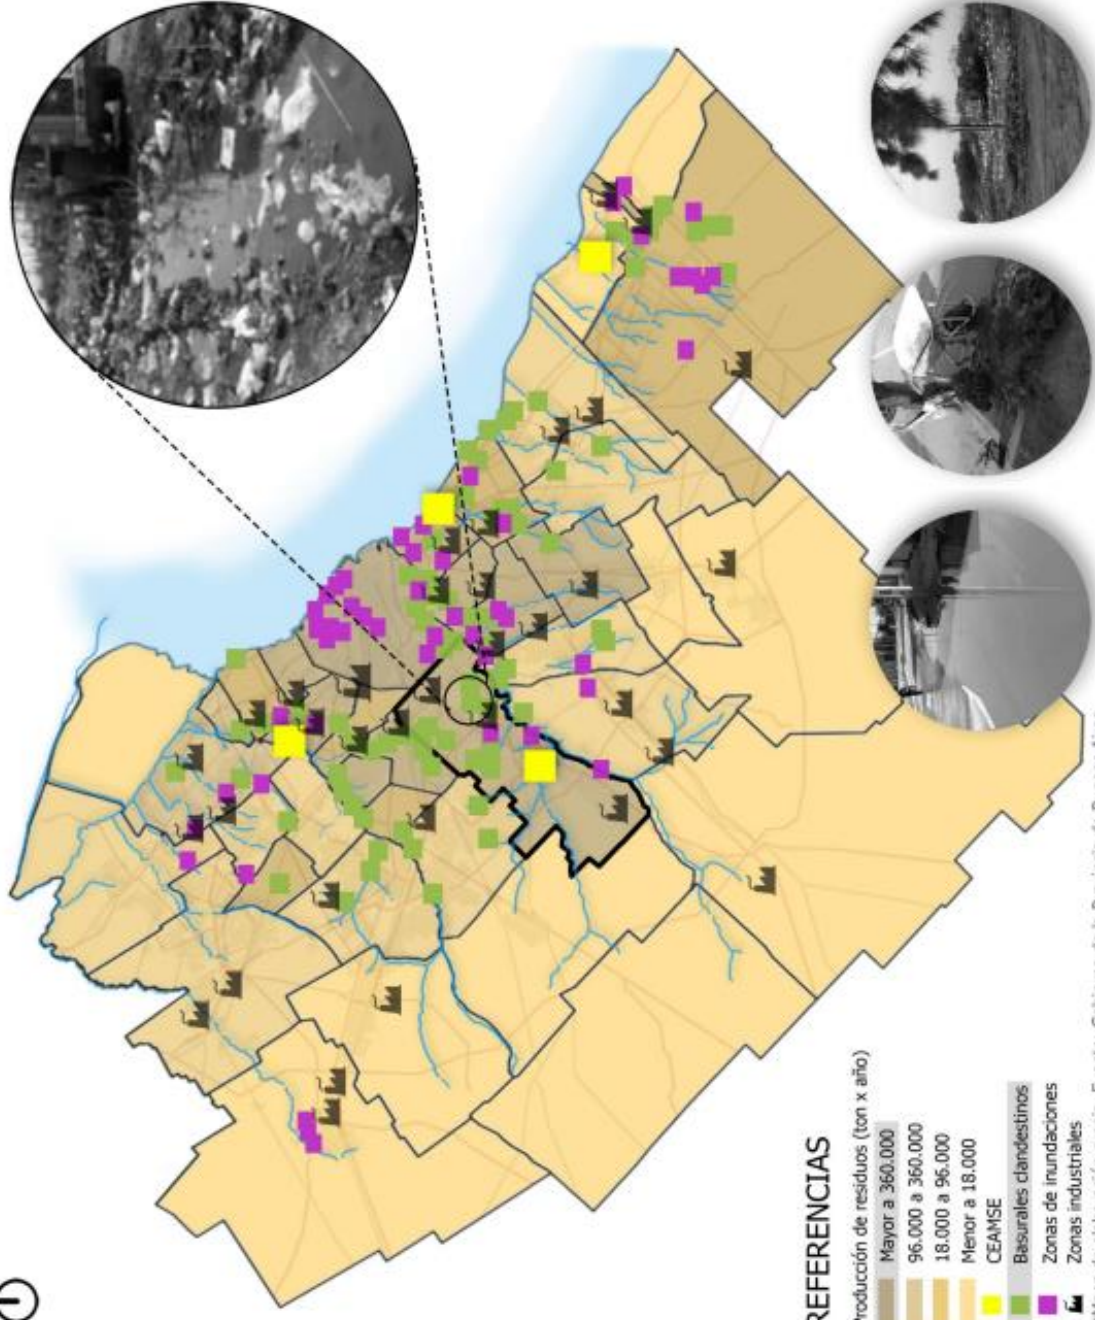 REFERENCIAS
Producción de residuos (ton x año)
Mayor a 360.000
96.000 a 360.000
18.000 a 96.000
Menor a 18.000
CEAMSE
Basurales clandestinos
Zonas de inundaciones
Zonas industriales